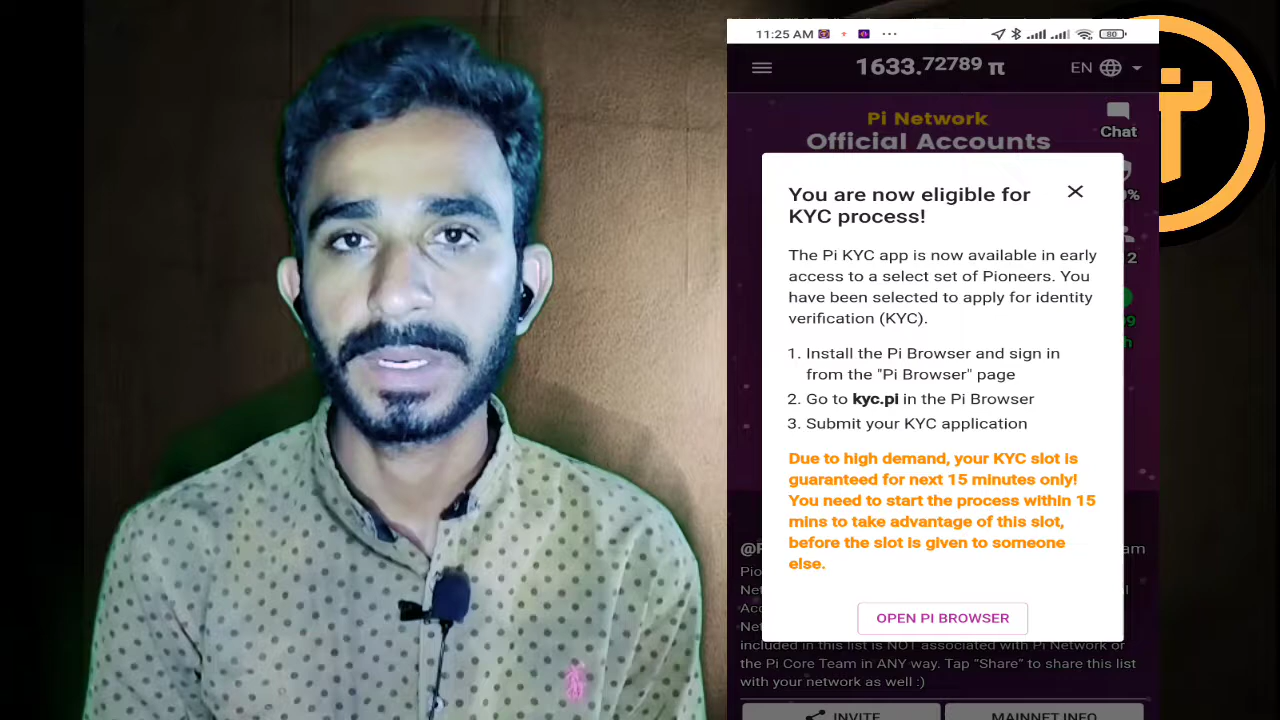 11:25 AM
80
1633.72789 π
EN
Pi Network
Official Accounts
Chat
You are now eligible for
KYC process!
The Pi KYC app is now available in early
access to a select set of Pioneers. You
have been selected to apply for identity
verification (KYC).
1. Install the Pi Browser and sign in
from the "Pi Browser" page
2. Go to kyc.pi in the Pi Browser
3. Submit your KYC application
Due to high demand, your KYC slot is
guaranteed for next 15 minutes only!
You need to start the process within 15
mins to take advantage of this slot,
before the slot is given to someone
else.
OPEN PI BROWSER
included in this list is NOT associated with Pi Network or
the Pi Core Team in ANY way. Tap "Share" to share this list
with your network as well :)
INVITE
MAINNET INFO